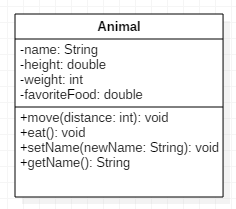 Animal
-name: String
-height: double
-weight: int
-favoriteFood: double
+move(distance: int): void
+eat(): void
+setName(newName: String): void
+getName(): String